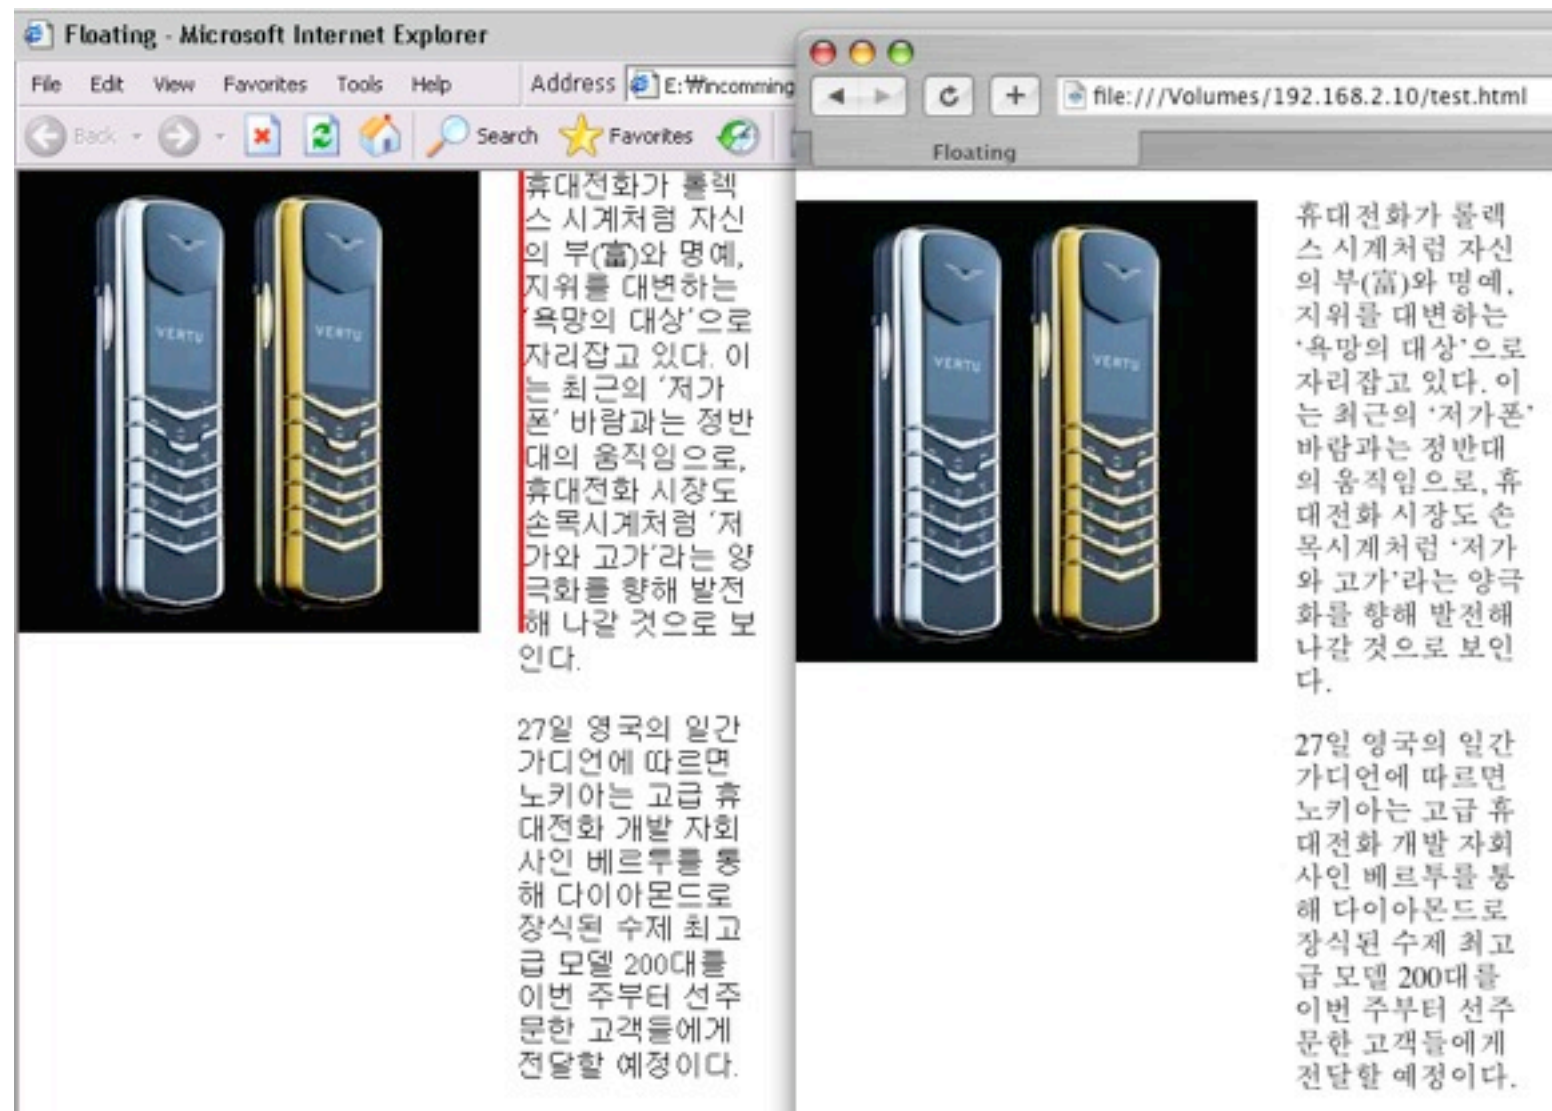 Floating - Microsoft Internet Explorer
File Edit View Favorites Tools Help Address E:₩incomming
Back Search Favorites
VERTU VERTU
휴대전화가 롤렉
스 시계처럼 자신
의 부(富)와 명예,
지위를 대변하는
'욕망의 대상'으로
자리잡고 있다. 이
는 최근의 '저가
폰' 바람과는 정반
대의 움직임으로,
휴대전화 시장도
손목시계처럼 '저
가와 고가'라는 양
극화를 향해 발전
해 나갈 것으로 보
인다.
27일 영국의 일간
가디언에 따르면
노키아는 고급 휴
대전화 개발 자회
사인 베르투를 통
해 다이아몬드로
장식된 수제 최고
급 모델 200대를
이번 주부터 선주
문한 고객들에게
전달할 예정이다.
file:///Volumes/192.168.2.10/test.html
Floating
VERTU VERTU
휴대전화가 롤렉
스 시계처럼 자신
의 부(富)와 명예,
지위를 대변하는
'욕망의 대상'으로
자리잡고 있다. 이
는 최근의 '저가폰'
바람과는 정반대
의 움직임으로, 휴
대전화 시장도 손
목시계처럼 '저가
와 고가'라는 양극
화를 향해 발전해
나갈 것으로 보인
다.
27일 영국의 일간
가디언에 따르면
노키아는 고급 휴
대전화 개발 자회
사인 베르투를 통
해 다이아몬드로
장식된 수제 최고
급 모델 200대를
이번 주부터 선주
문한 고객들에게
전달할 예정이다.